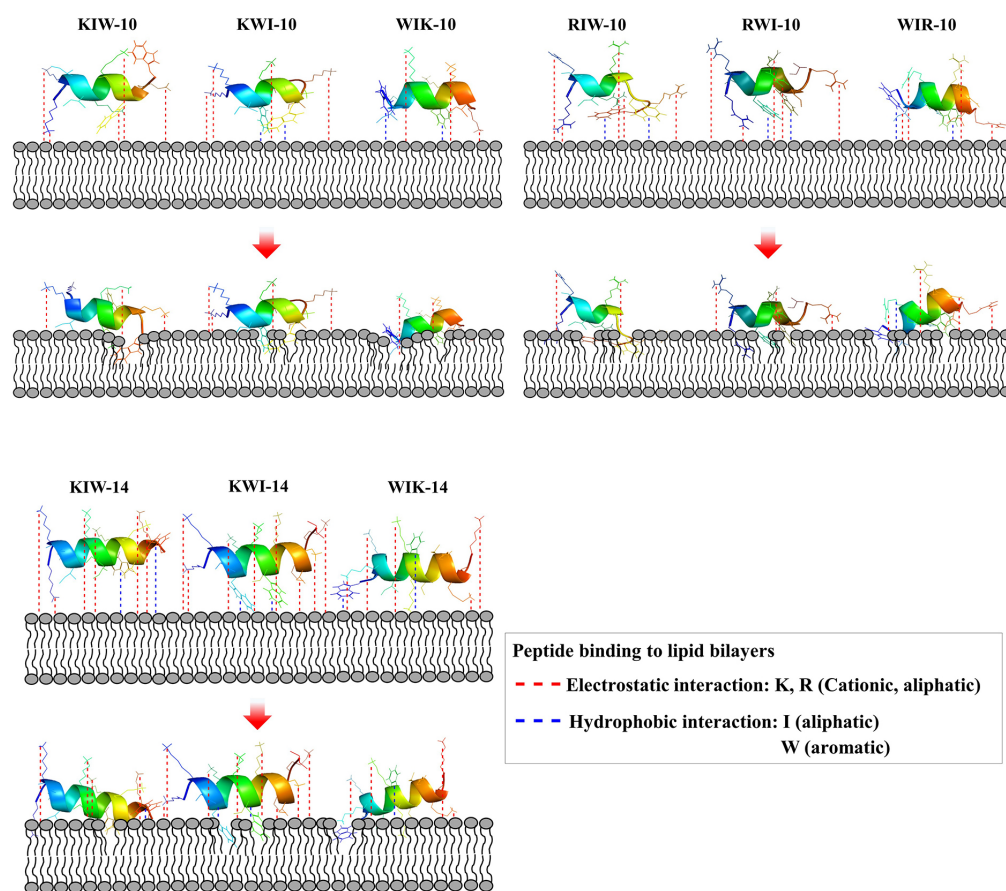 KIW-10 KWI-10 WIK-10 RIW-10 RWI-10 WIR-10
KIW-14 KWI-14 WIK-14
Peptide binding to lipid bilayers
Electrostatic interaction: K, R (Cationic, aliphatic)
Hydrophobic interaction: I (aliphatic)
W (aromatic)